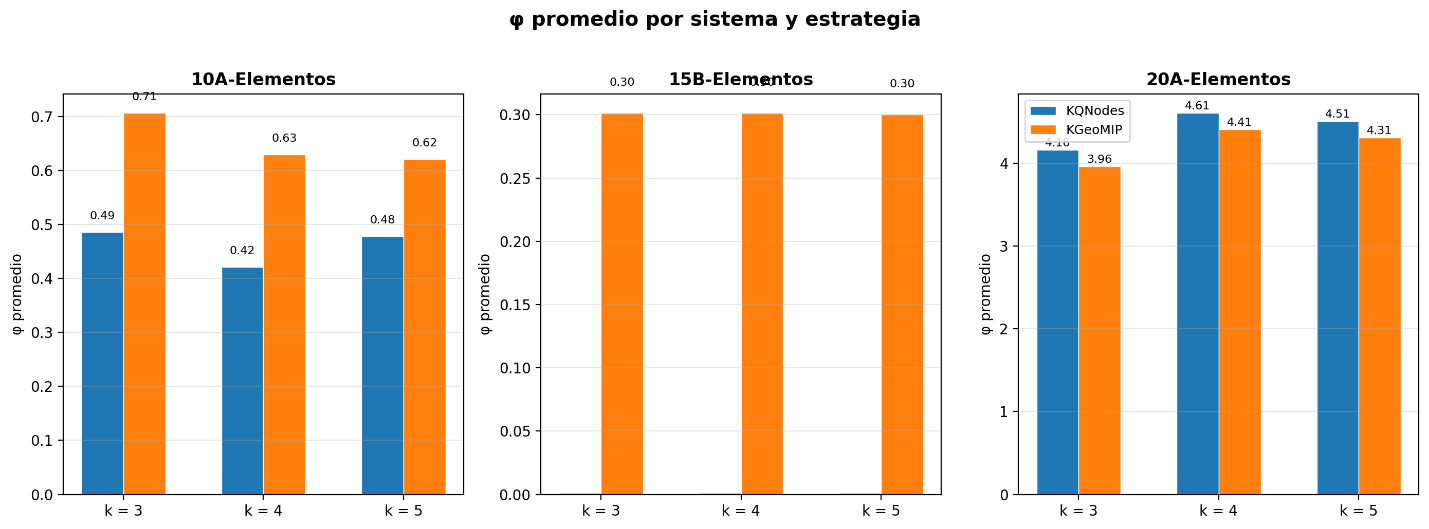 φ promedio por sistema y estrategia
10A-Elementos
φ promedio
0.7
0.6
0.5
0.4
0.3
0.2
0.1
0.0
0.49
0.71
0.42
0.63
0.48
0.62
k = 3
k = 4
k = 5
15B-Elementos
φ promedio
0.30
0.25
0.20
0.15
0.10
0.05
0.00
0.30
0.30
k = 3
k = 4
k = 5
20A-Elementos
φ promedio
4
3
2
1
0
KQNodes
KGeoMIP
4.16
3.96
4.61
4.41
4.51
4.31
k = 3
k = 4
k = 5